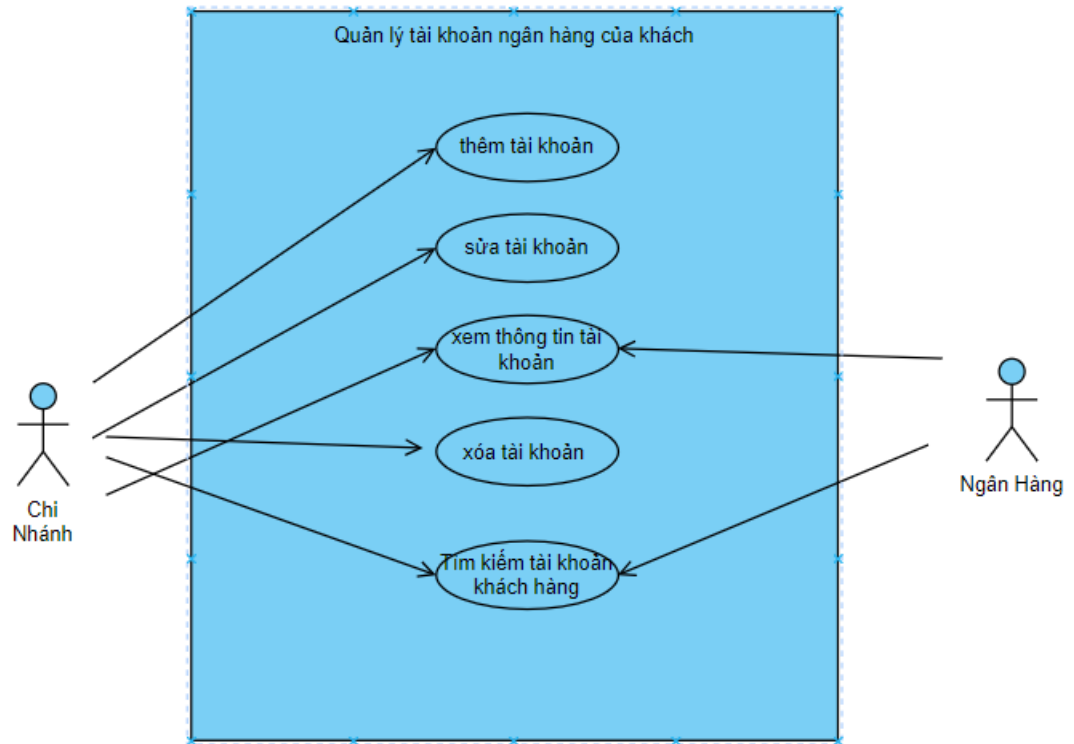 Quản lý tài khoản ngân hàng của khách
thêm tài khoản
sửa tài khoản
xem thông tin tài
khoản
xóa tài khoản
Tìm kiếm tài khoản
khách hàng
Chi
Nhánh
Ngân Hàng